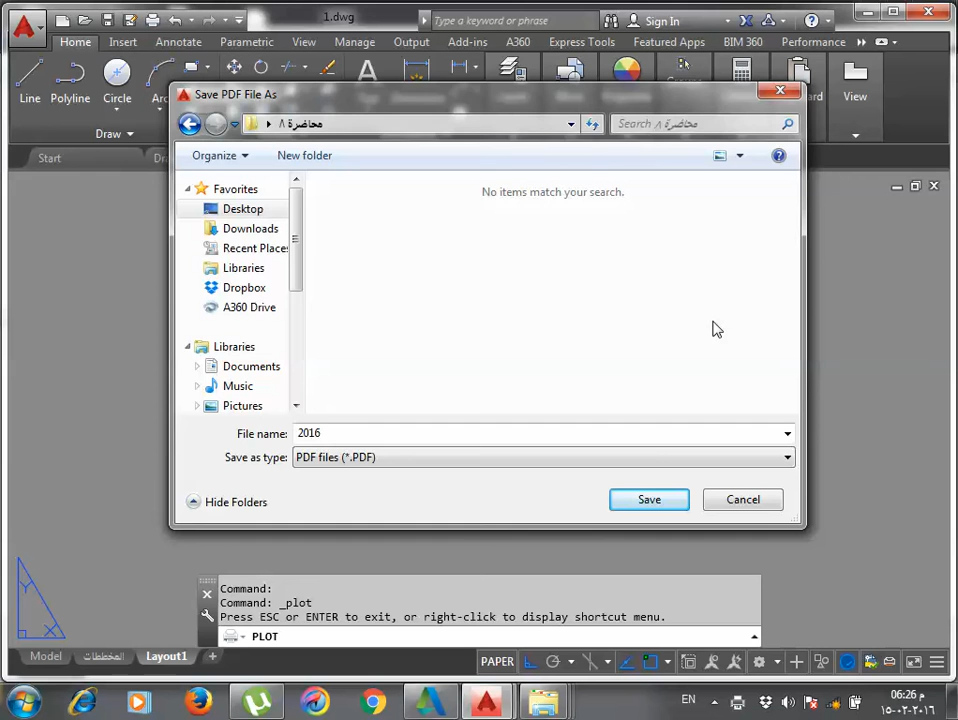 1.dwg
Type a keyword or phrase
Sign In
Home Insert Annotate Parametric View Manage Output Add-ins A360 Express Tools Featured Apps BIM 360 Performance
Line Polyline Circle View
Draw
Start
Save PDF File As
محاضرة ٨
Search محاضرة ٨
Organize New folder
No items match your search.
Favorites
Desktop
Downloads
Recent Places
Libraries
Dropbox
A360 Drive
Libraries
Documents
Music
Pictures
File name: 2016
Save as type: PDF files (*.PDF)
Hide Folders
Save Cancel
Y
X
Command:
Command: _plot
Press ESC or ENTER to exit, or right-click to display shortcut menu.
PLOT
Model المخططات Layout1 +
PAPER
EN
06:26 م
٢٠١٦-٠٢-١٥